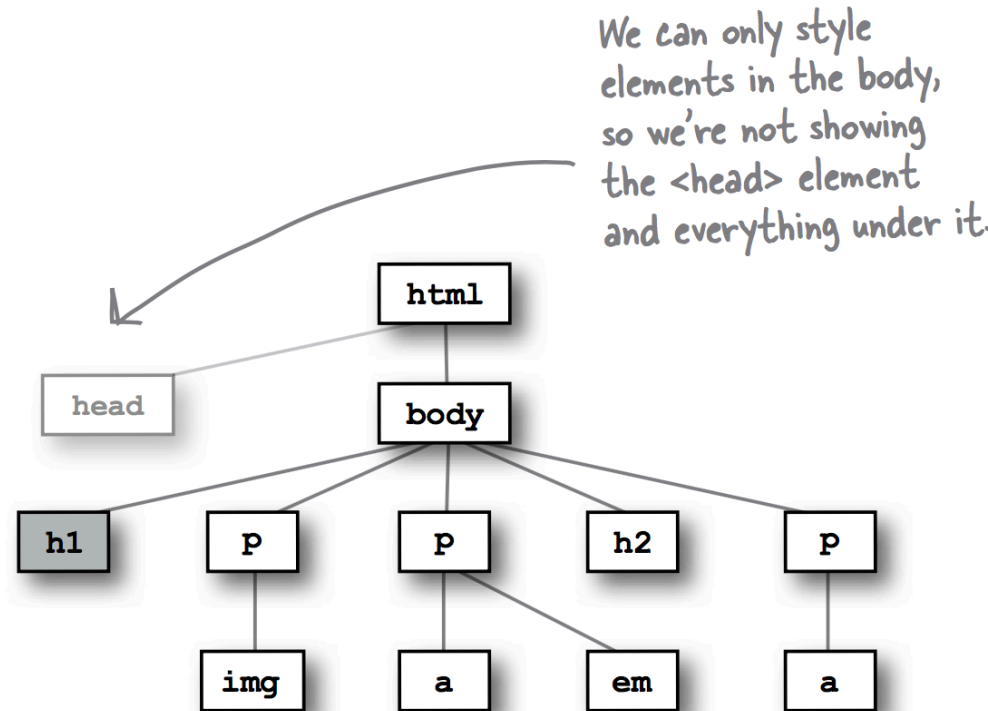 We can only style
elements in the body,
so we're not showing
the <head> element
and everything under it.
html
head
body
h1
p
p
h2
p
img
a
em
a